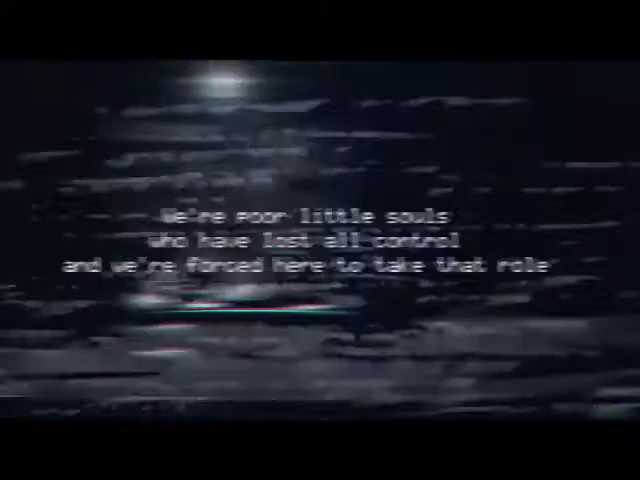 We're poor little souls
who have lost all control
and we're forced here to take that role